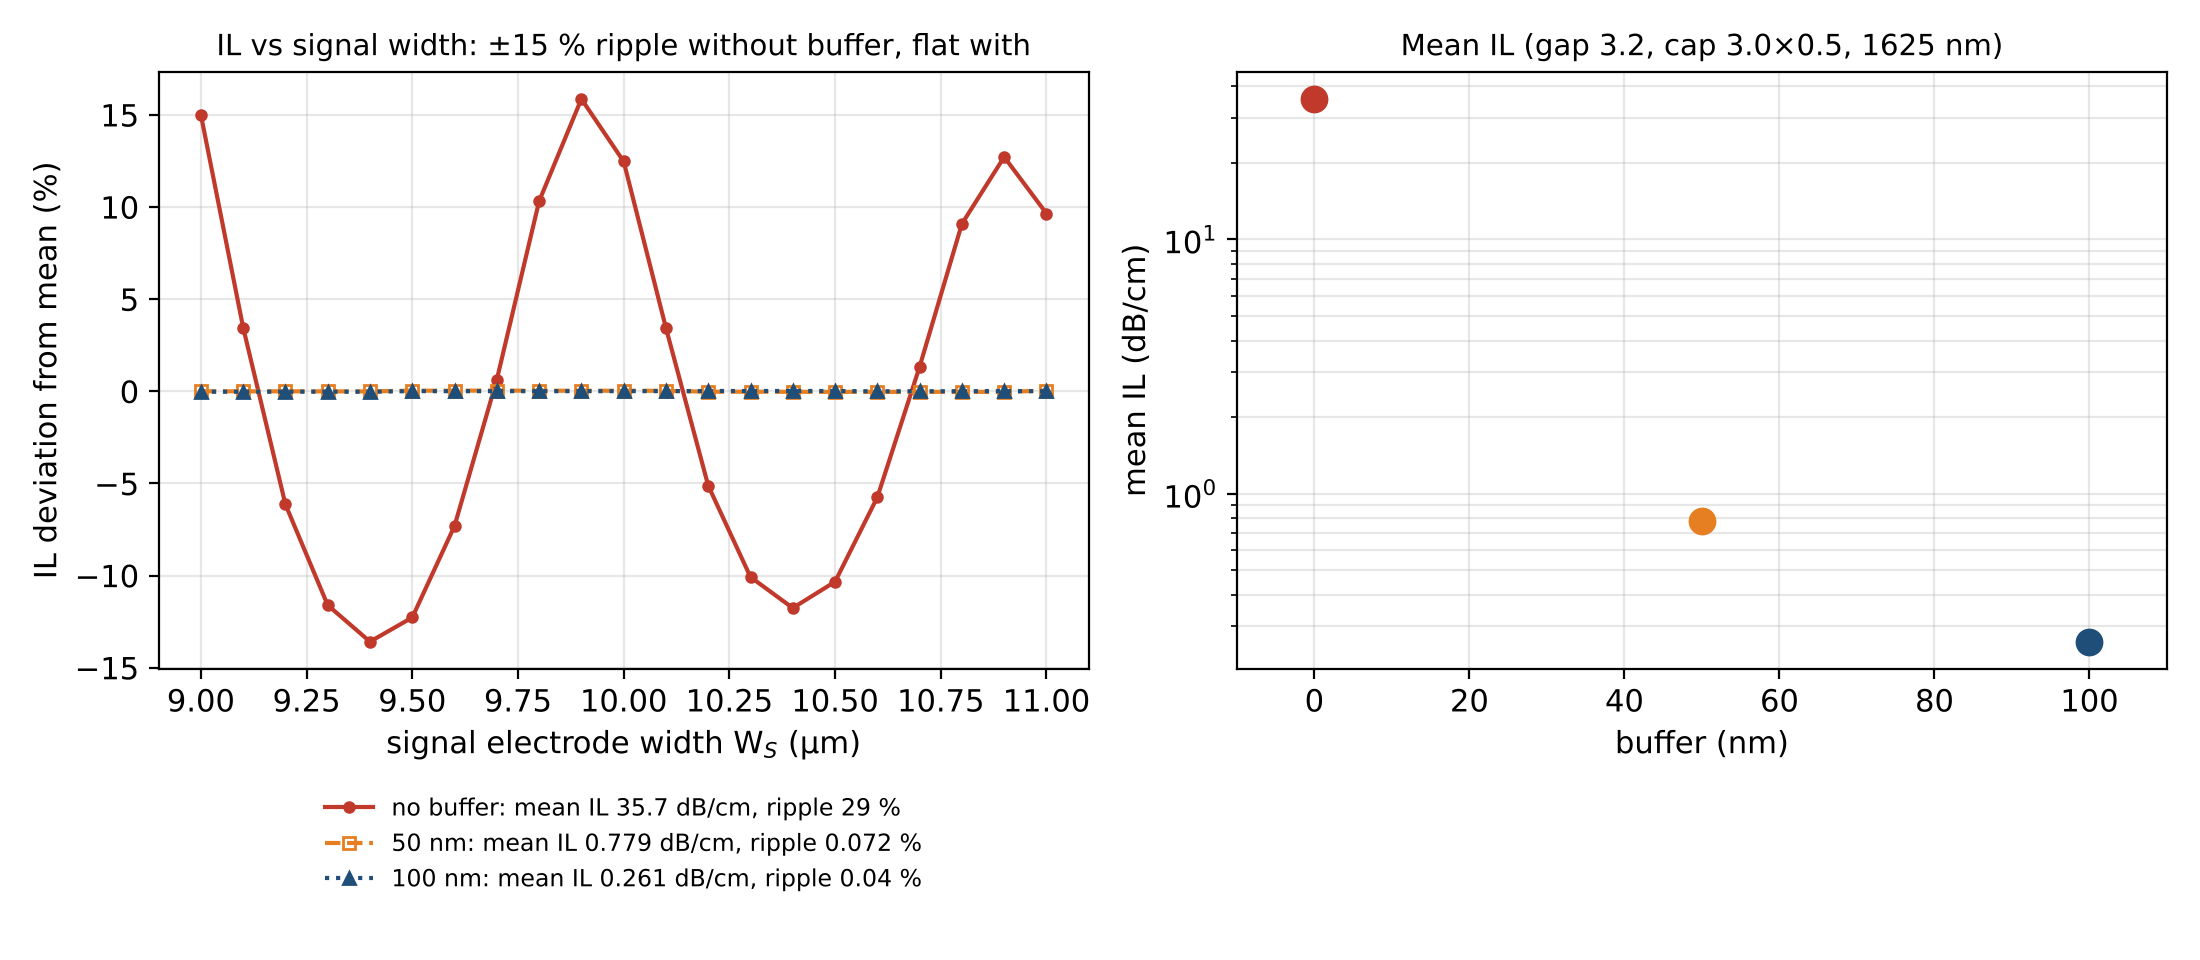 IL vs signal width: ±15 % ripple without buffer, flat with
IL deviation from mean (%)
15
10
5
0
−5
−10
−15
9.00 9.25 9.50 9.75 10.00 10.25 10.50 10.75 11.00
signal electrode width W_S (µm)
no buffer: mean IL 35.7 dB/cm, ripple 29 %
50 nm: mean IL 0.779 dB/cm, ripple 0.072 %
100 nm: mean IL 0.261 dB/cm, ripple 0.04 %
Mean IL (gap 3.2, cap 3.0×0.5, 1625 nm)
mean IL (dB/cm)
10¹
10⁰
0 20 40 60 80 100
buffer (nm)